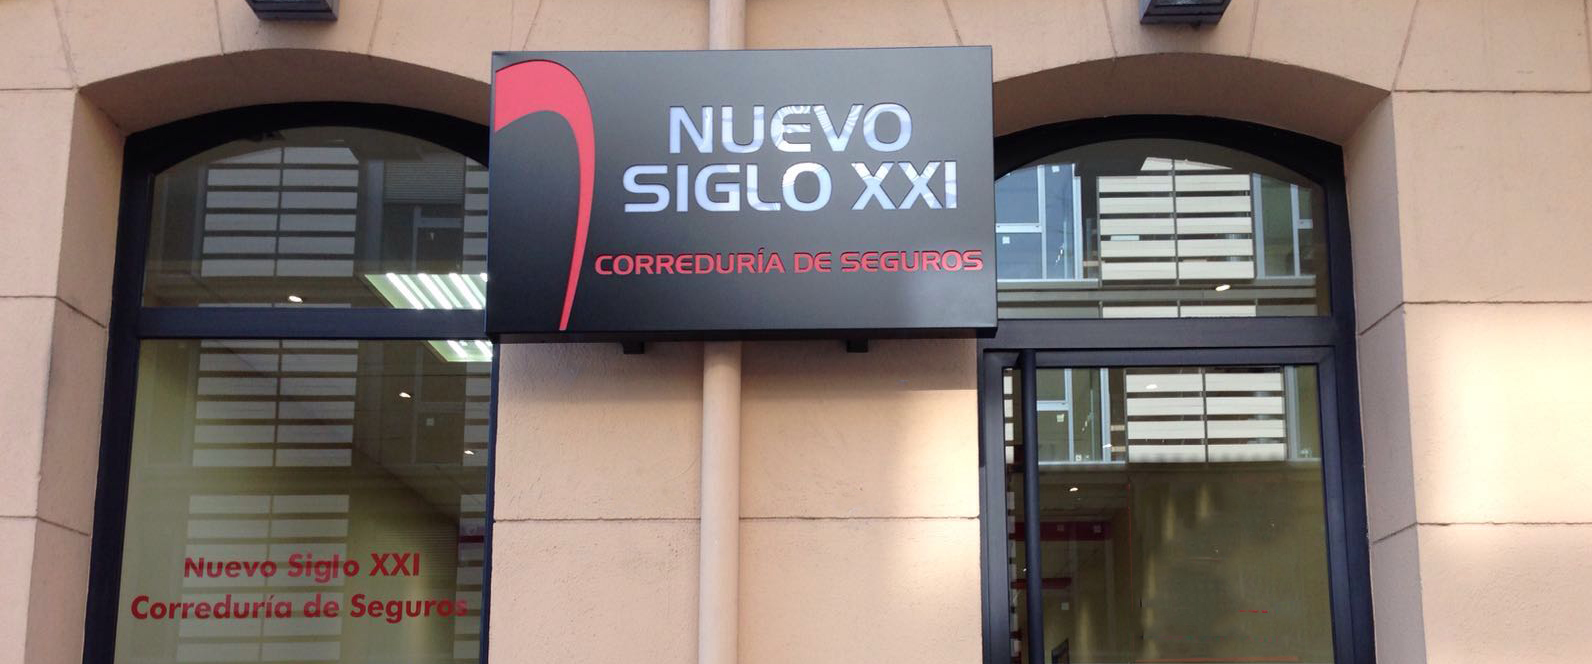 NUEVO
SIGLO XXI
CORREDURÍA DE SEGUROS
Nuevo Siglo XXI
Correduría de Seguros